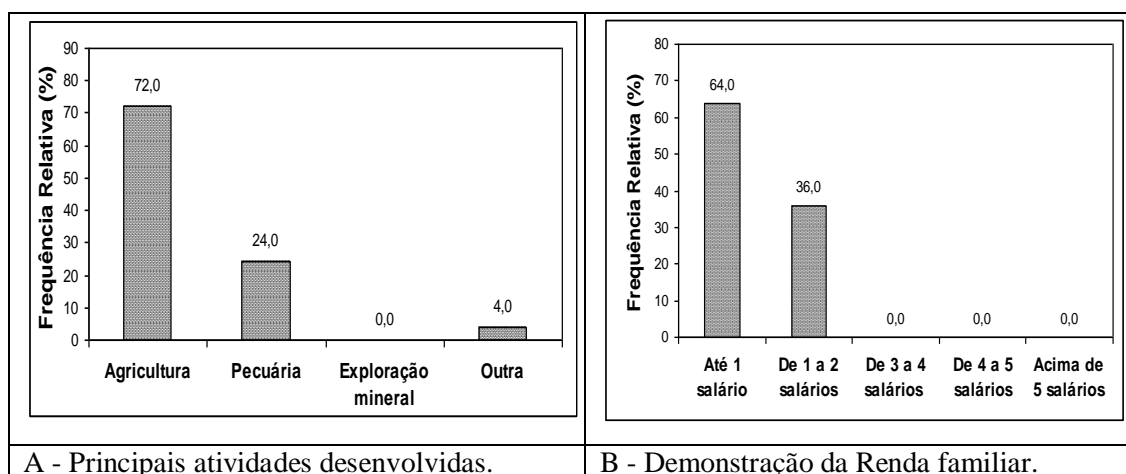 Frequência Relativa (%)
90
80
70
60
50
40
30
20
10
0
72,0
24,0
0,0
4,0
Agricultura
Pecuária
Exploração
mineral
Outra
A - Principais atividades desenvolvidas.
Frequência Relativa (%)
80
70
60
50
40
30
20
10
0
64,0
36,0
0,0
0,0
0,0
Até 1
salário
De 1 a 2
salários
De 3 a 4
salários
De 4 a 5
salários
Acima de
5 salários
B - Demonstração da Renda familiar.